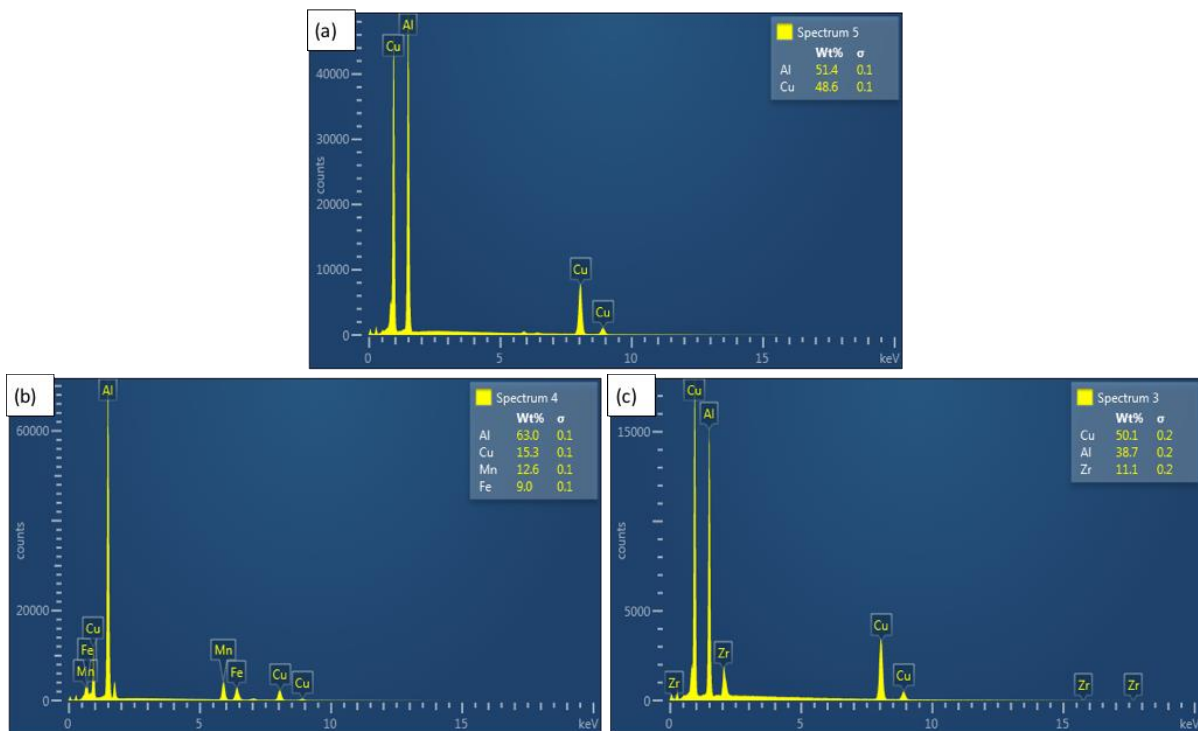 (a)
Spectrum 5
Wt% σ
Al 51.4 0.1
Cu 48.6 0.1
Cu
Al
Cu
Cu
counts
40000
30000
20000
10000
0
0 5 10 15 keV
(b)
Spectrum 4
Wt% σ
Al 63.0 0.1
Cu 15.3 0.1
Mn 12.6 0.1
Fe 9.0 0.1
Al
Cu
Fe
Mn
Mn
Fe
Cu
Cu
counts
60000
20000
0
0 5 10 15 keV
(c)
Spectrum 3
Wt% σ
Cu 50.1 0.2
Al 38.7 0.2
Zr 11.1 0.2
Cu
Al
Zr
Zr
Cu
Cu
Zr
Zr
counts
15000
5000
0
0 5 10 15 keV